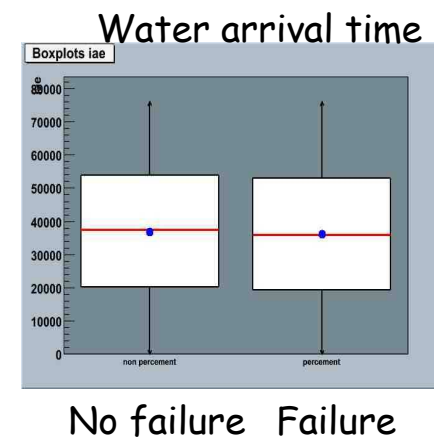 Water arrival time
Boxplots iae
80000
70000
60000
50000
40000
30000
20000
10000
0
non percement percement
No failure Failure